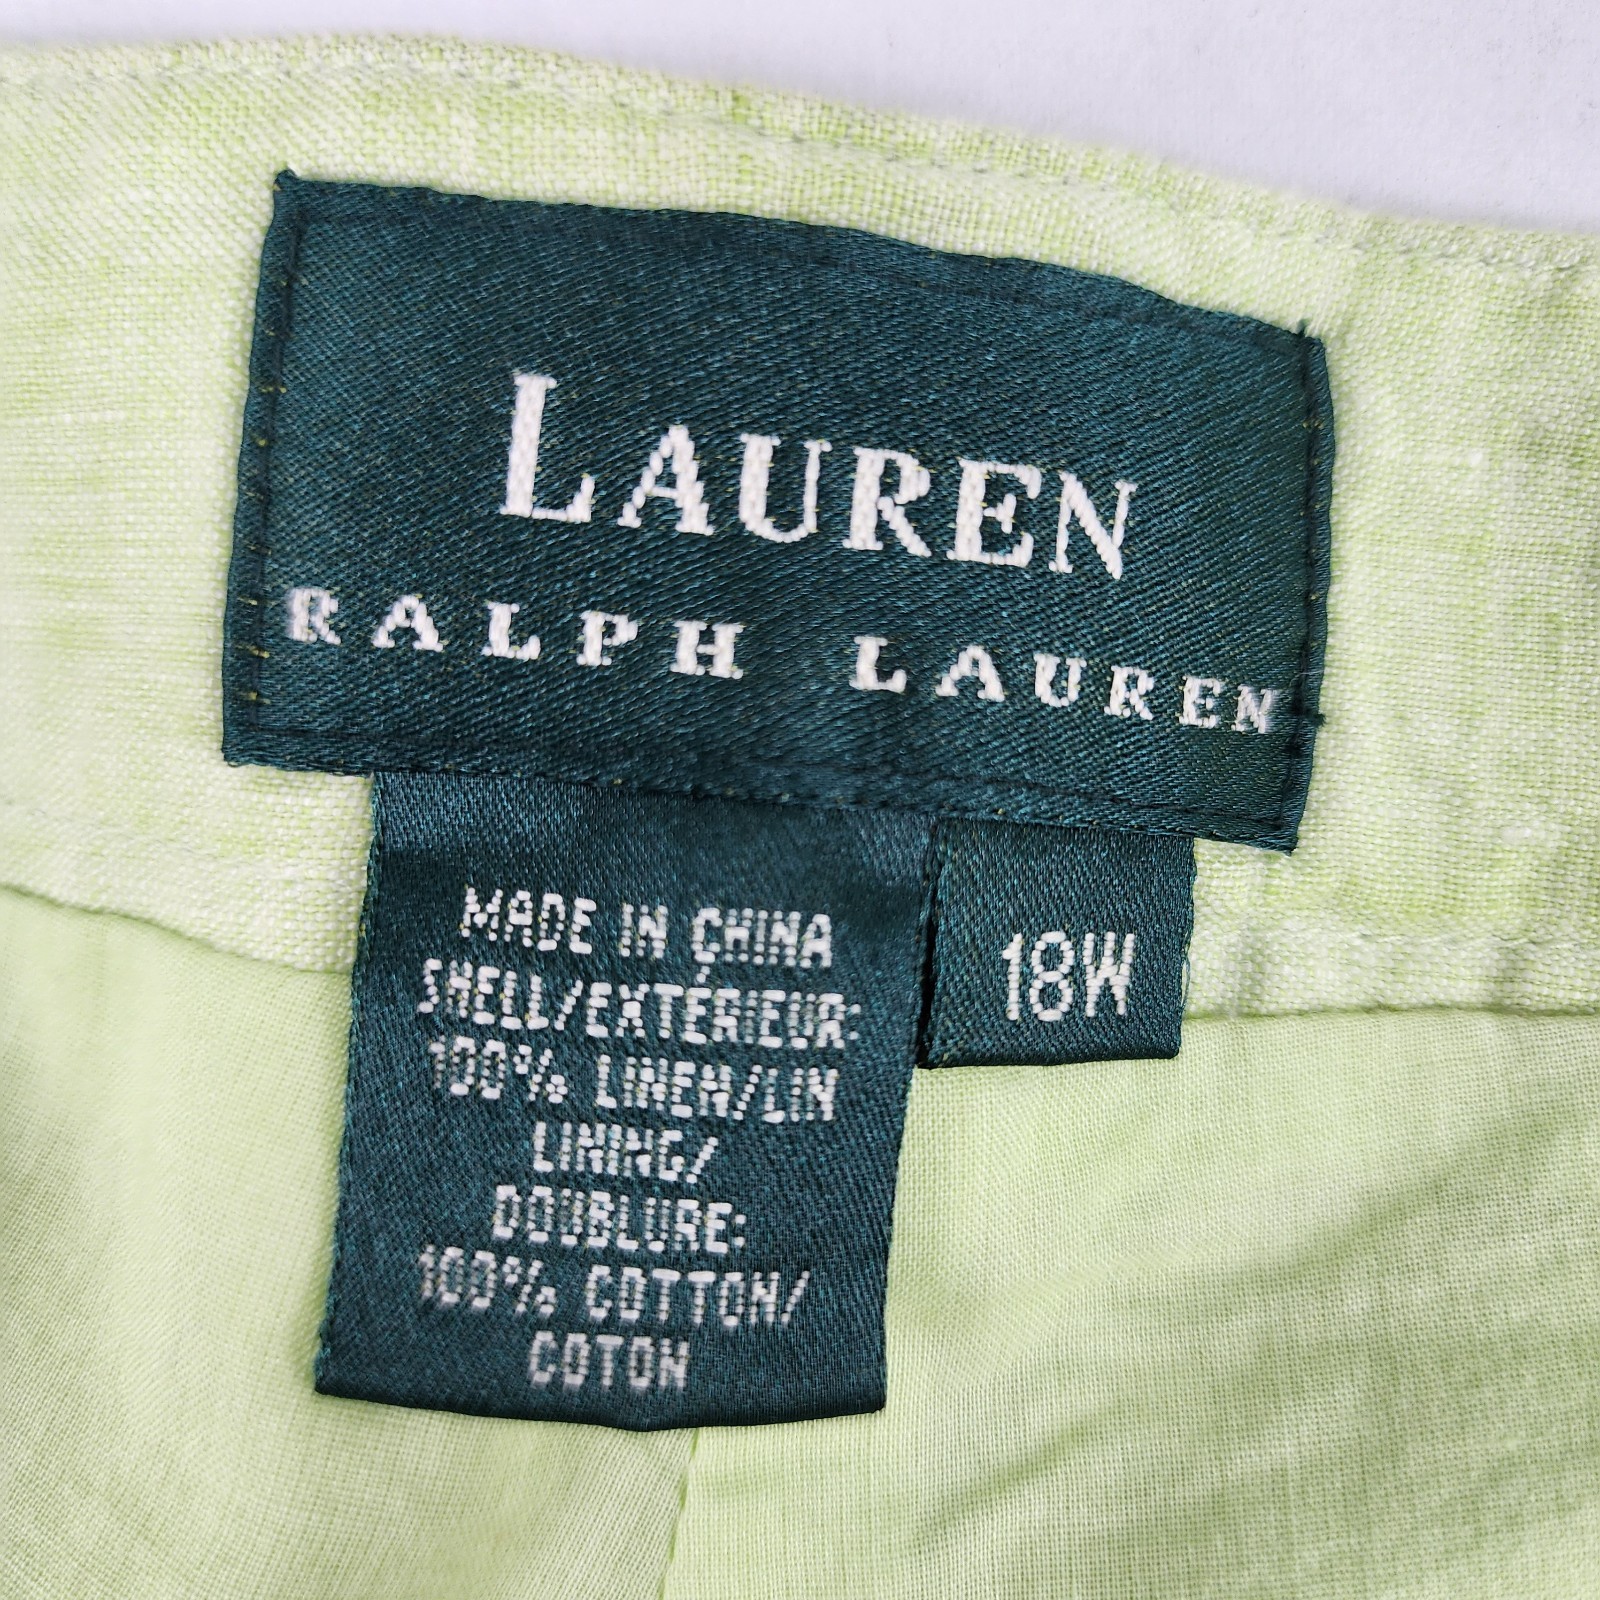 LAUREN
RALPH LAUREN
MADE IN CHINA
SHELL/EXTÉRIEUR:
100% LINEN/LIN
LINING/
DOUBLURE:
100% COTTON/
COTON
18W